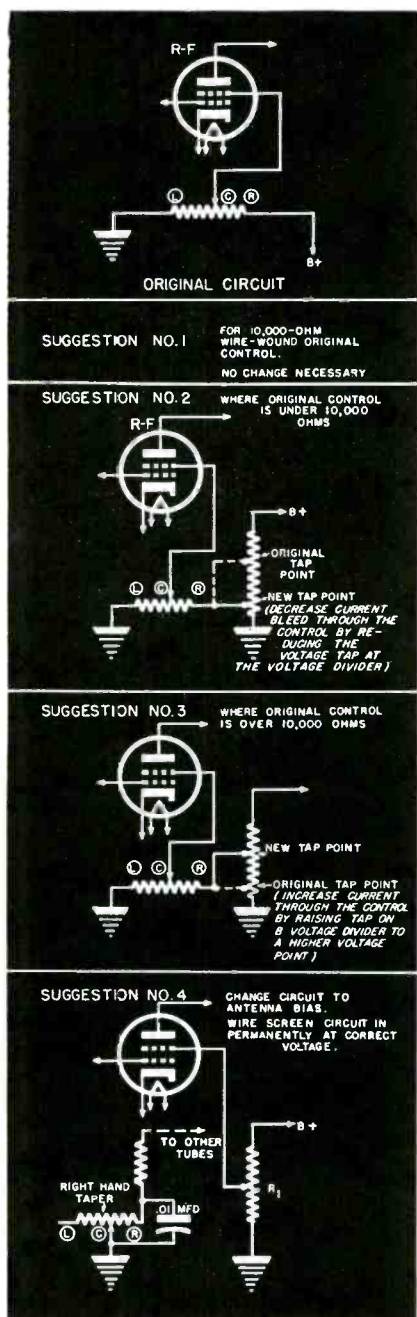 R-F
L C R
B+
ORIGINAL CIRCUIT
SUGGESTION NO. 1
FOR 10,000-OHM
WIRE-WOUND ORIGINAL
CONTROL.
NO CHANGE NECESSARY
SUGGESTION NO. 2
WHERE ORIGINAL CONTROL
IS UNDER 10,000
OHMS
R-F
B+
ORIGINAL
TAP
POINT
L C R
NEW TAP POINT
(DECREASE CURRENT
BLEED THROUGH THE
CONTROL BY RE-
DUCING THE
VOLTAGE TAP AT
THE VOLTAGE DIVIDER)
SUGGESTION NO. 3
WHERE ORIGINAL CONTROL
IS OVER 10,000 OHMS
NEW TAP POINT
L C R
ORIGINAL TAP POINT
(INCREASE CURRENT
THROUGH THE CONTROL
BY RAISING TAP ON
B VOLTAGE DIVIDER TO
A HIGHER VOLTAGE
POINT)
SUGGESTION NO. 4
CHANGE CIRCUIT TO
ANTENNA BIAS.
WIRE SCREEN CIRCUIT IN
PERMANENTLY AT CORRECT
VOLTAGE.
B+
TO OTHER
TUBES
R1
RIGHT HAND
TAPER
.01 MFD
L C R